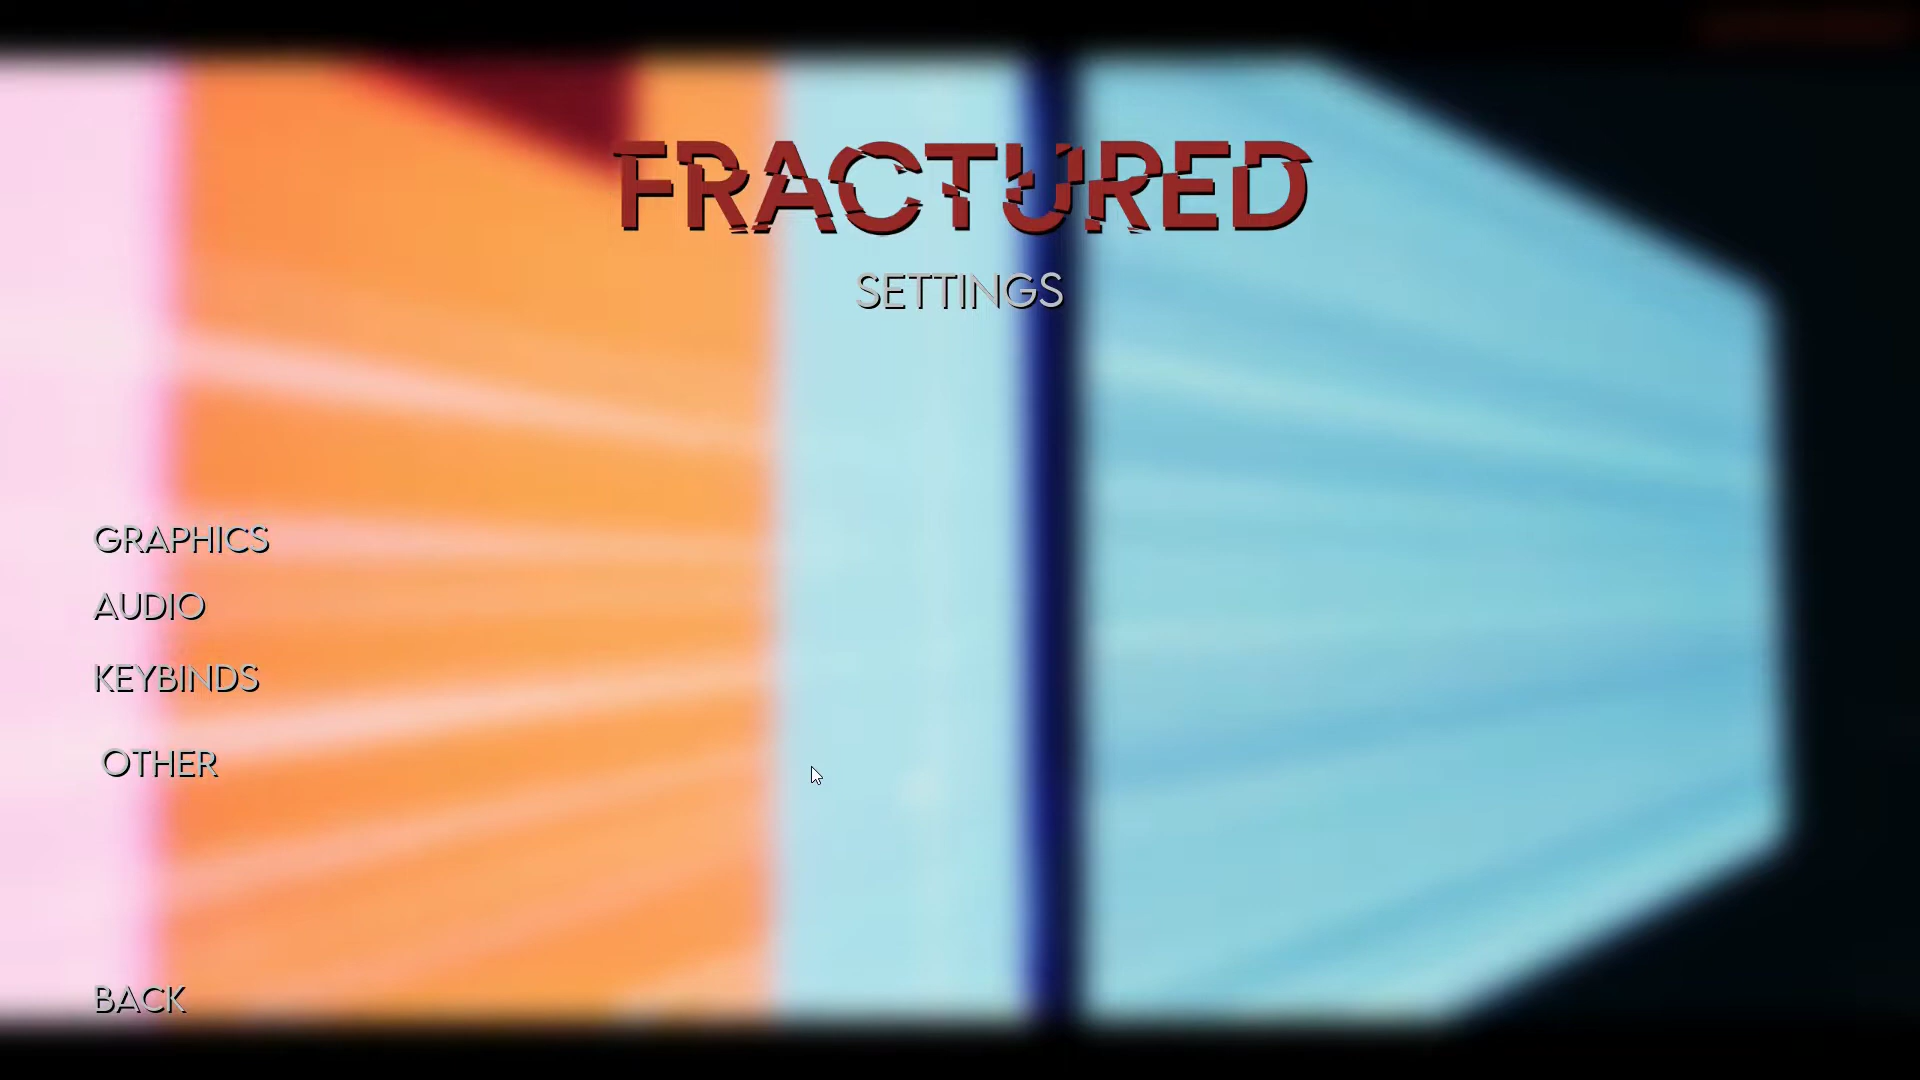 FRACTURED
SETTINGS
GRAPHICS
AUDIO
KEYBINDS
OTHER
BACK